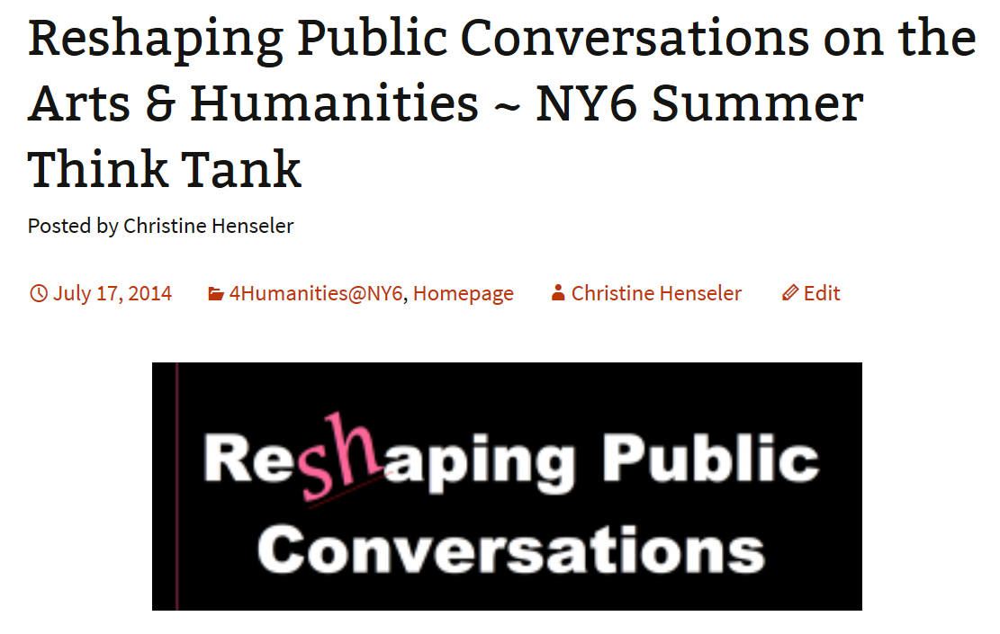 Reshaping Public Conversations on the
Arts & Humanities ~ NY6 Summer
Think Tank
Posted by Christine Henseler
July 17, 2014 4Humanities@NY6, Homepage Christine Henseler Edit
Reshaping Public
Conversations